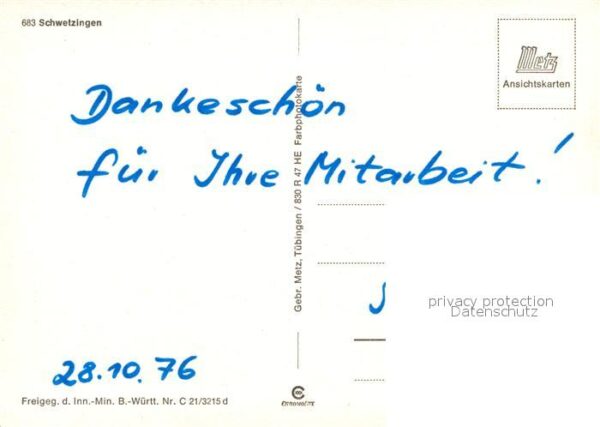 683 Schwetzingen
Metz
Ansichtskarten
Dankeschön
für Ihre Mitarbeit!
Gebr. Metz, Tübingen / 830 R 47 HE Farbphotokarte
privacy protection
Datenschutz
28.10.76
Freigeg. d. Inn.-Min. B.-Württ. Nr. C 21/3215 d